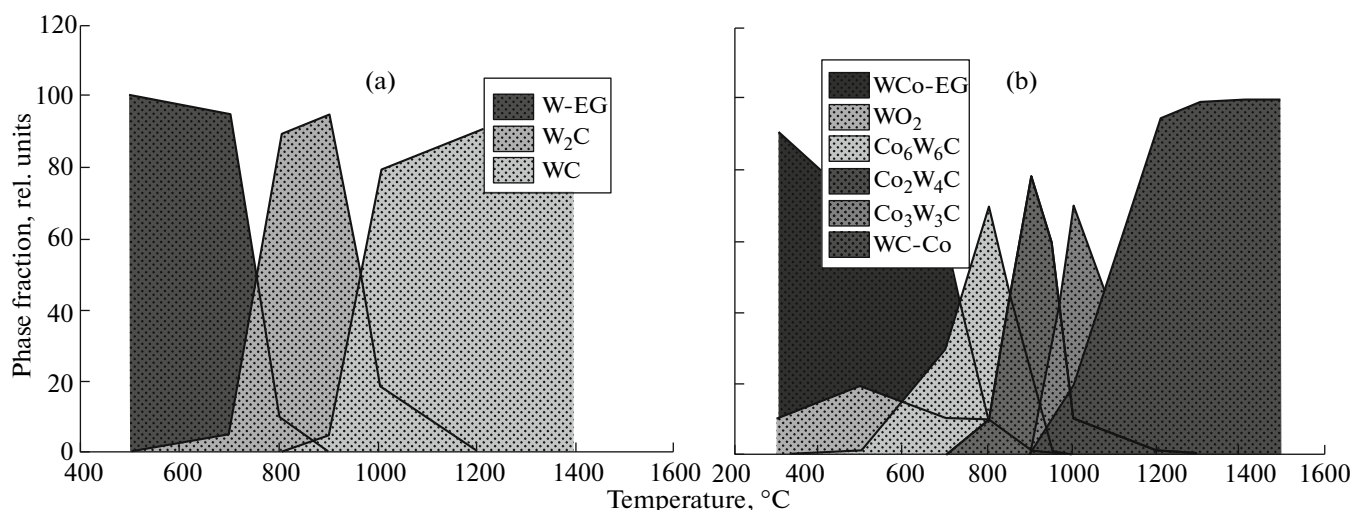 120
100
80
60
40
20
0
Phase fraction, rel. units
(a)
W-EG
W₂C
WC
400 600 800 1000 1200 1400 1600
(b)
WCo-EG
WO₂
Co₆W₆C
Co₂W₄C
Co₃W₃C
WC-Co
200 400 600 800 1000 1200 1400 1600
Temperature, °C